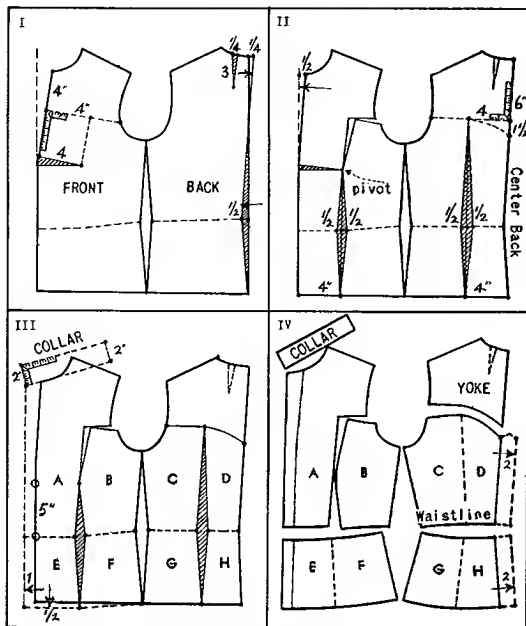 I
1/4 1/4
3
4"
4"
4
FRONT
BACK
1/2
II
1/2
6"
4
1 1/2
pivot
1/2 1/2
1/2 1/2
Center Back
4"
4"
III
COLLAR
2"
2"
A
B
C
D
5"
E
F
G
H
1
1/2
IV
COLLAR
YOKE
A
B
C
D
2
Waistline
E
F
G
H
2